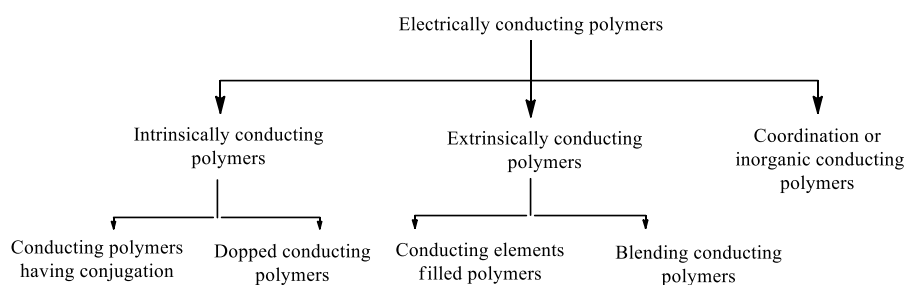 Electrically conducting polymers
Intrinsically conducting
polymers
Extrinsically conducting
polymers
Coordination or
inorganic conducting
polymers
Conducting polymers
having conjugation
Dopped conducting
polymers
Conducting elements
filled polymers
Blending conducting
polymers